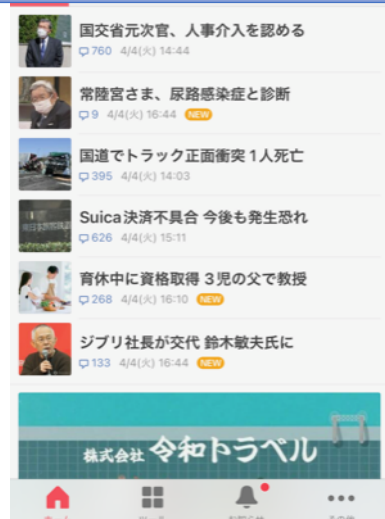 国交省元次官、人事介入を認める
760 4/4(火) 14:44
常陸宮さま、尿路感染症と診断
9 4/4(火) 16:44 NEW
国道でトラック正面衝突 1人死亡
395 4/4(火) 14:03
Suica決済不具合 今後も発生恐れ
626 4/4(火) 15:11
育休中に資格取得 3児の父で教授
268 4/4(火) 16:10 NEW
ジブリ社長が交代 鈴木敏夫氏に
133 4/4(火) 16:44 NEW
株式会社 令和トラベル